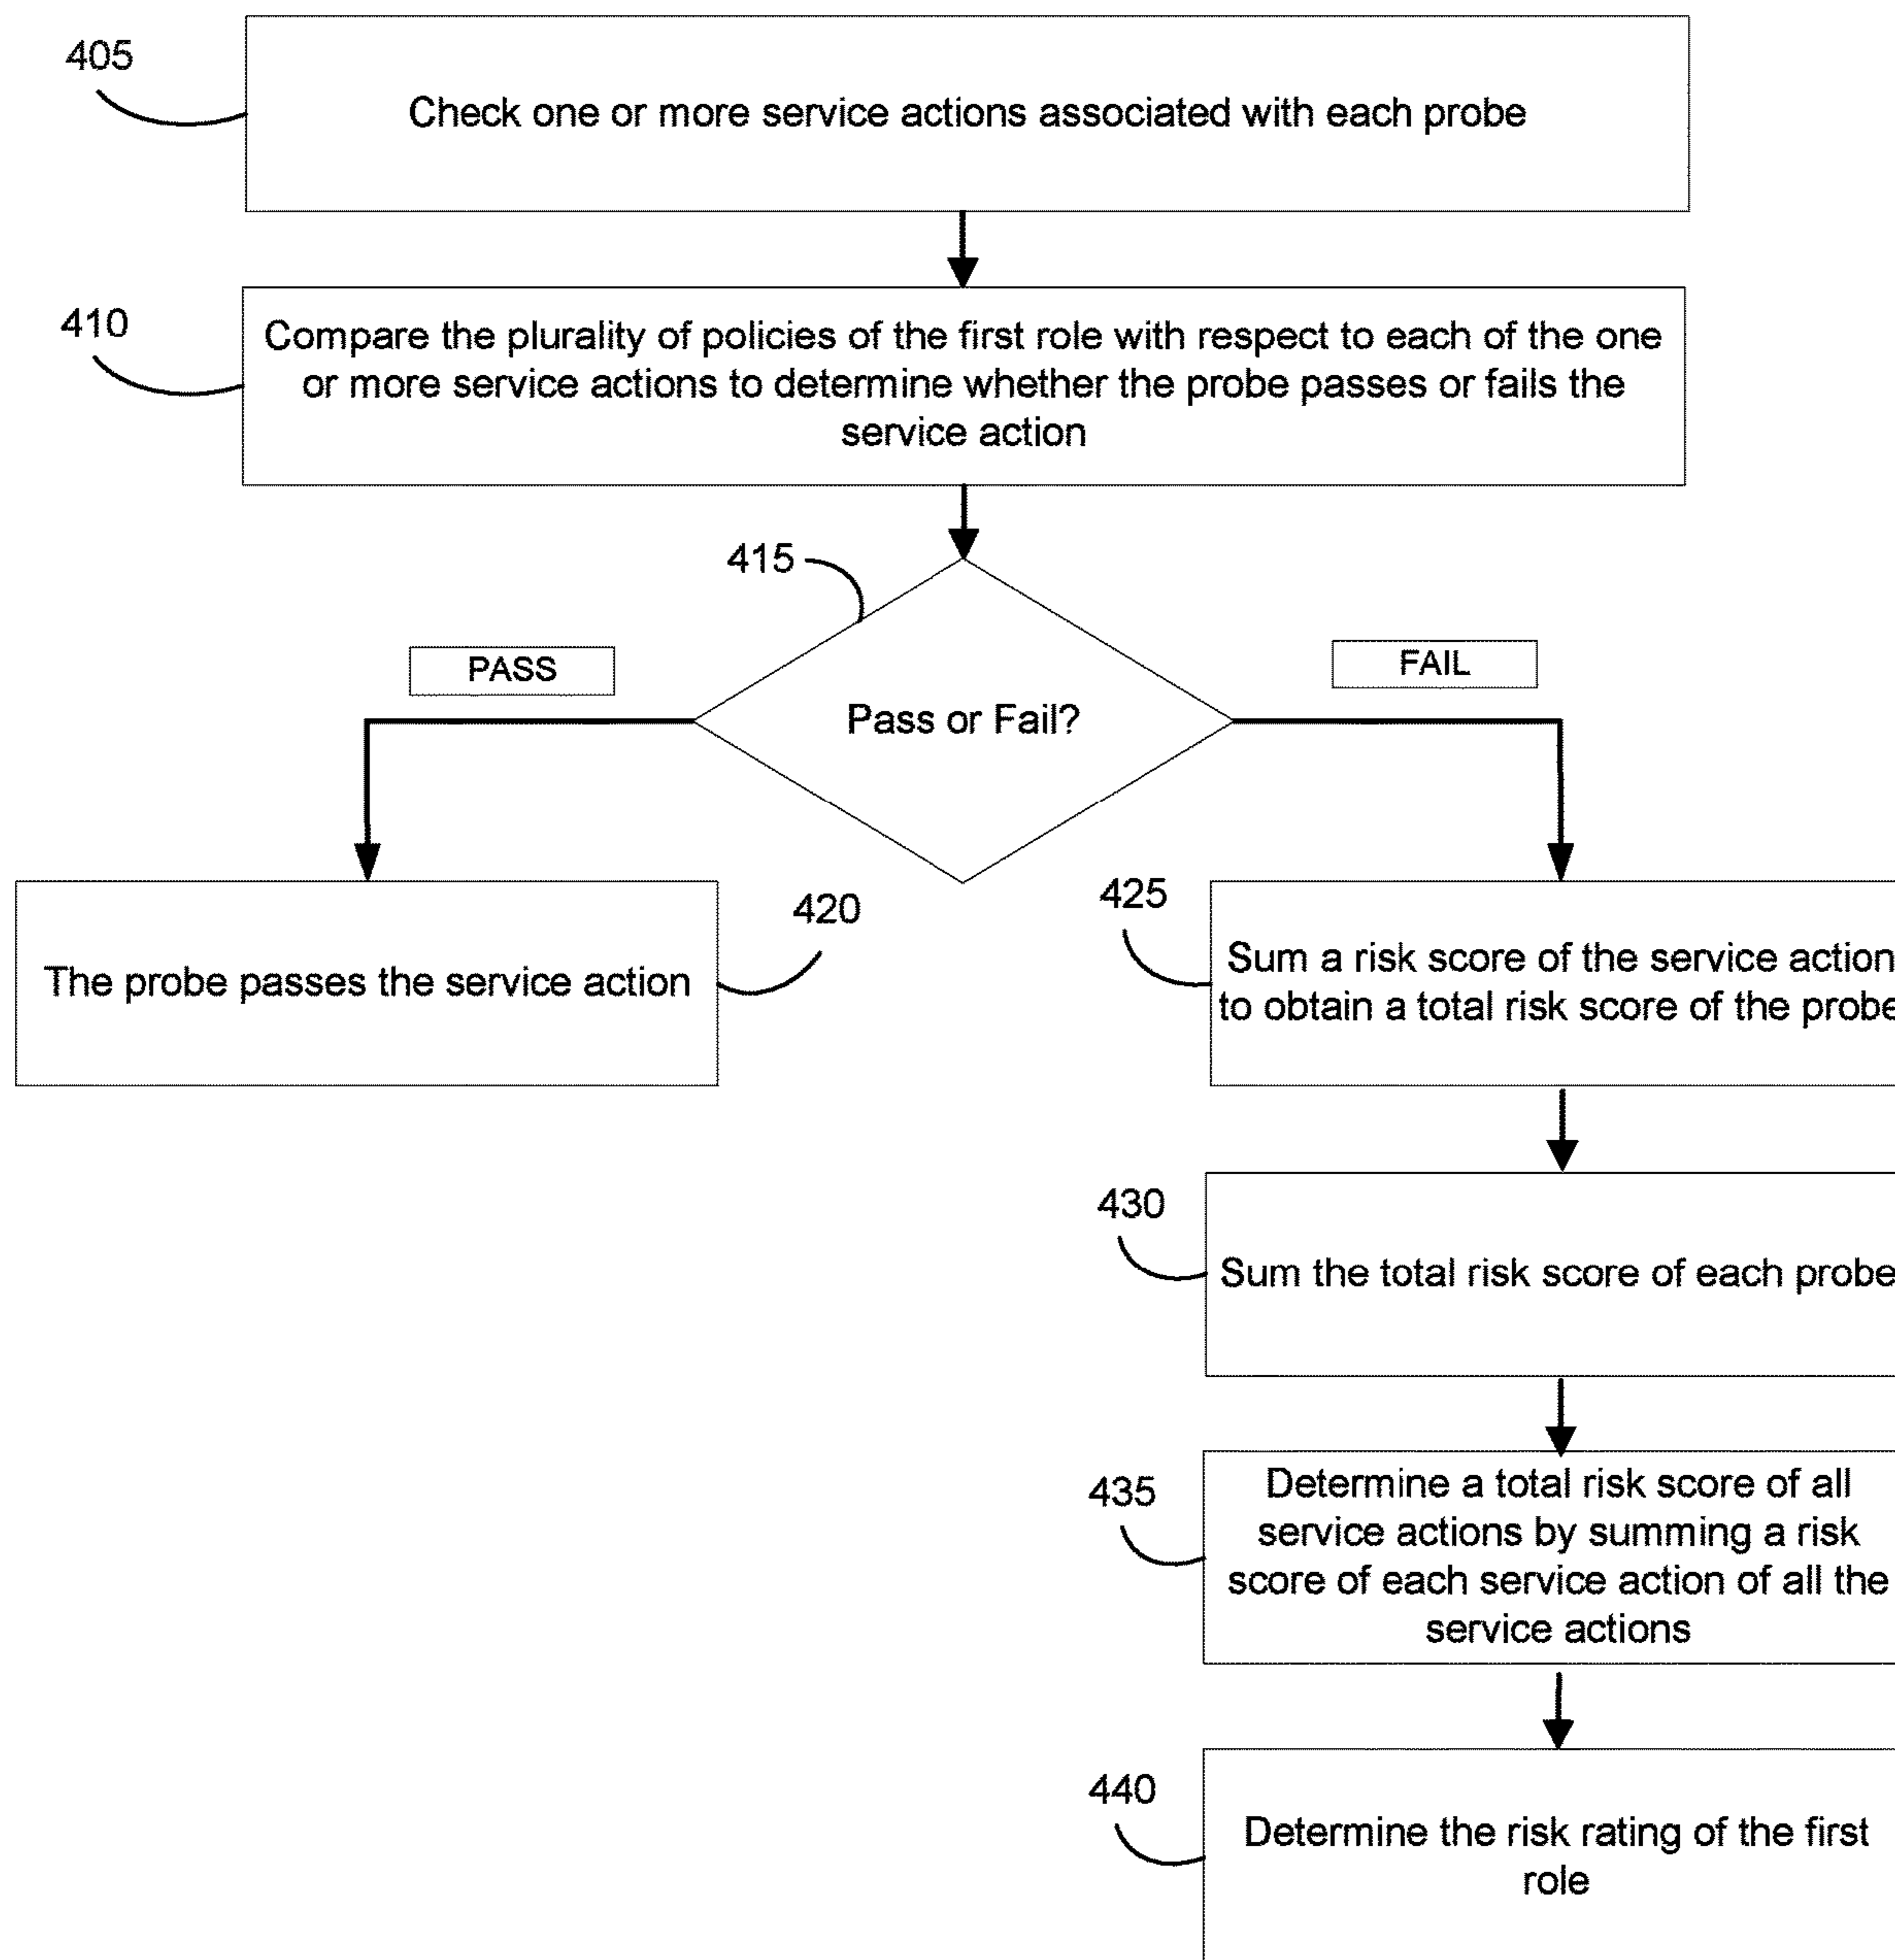 405
Check one or more service actions associated with each probe
410
Compare the plurality of policies of the first role with respect to each of the one
or more service actions to determine whether the probe passes or fails the
service action
415
PASS
FAIL
Pass or Fail?
420
The probe passes the service action
425
Sum a risk score of the service action
to obtain a total risk score of the probe
430
Sum the total risk score of each probe
435
Determine a total risk score of all
service actions by summing a risk
score of each service action of all the
service actions
440
Determine the risk rating of the first
role